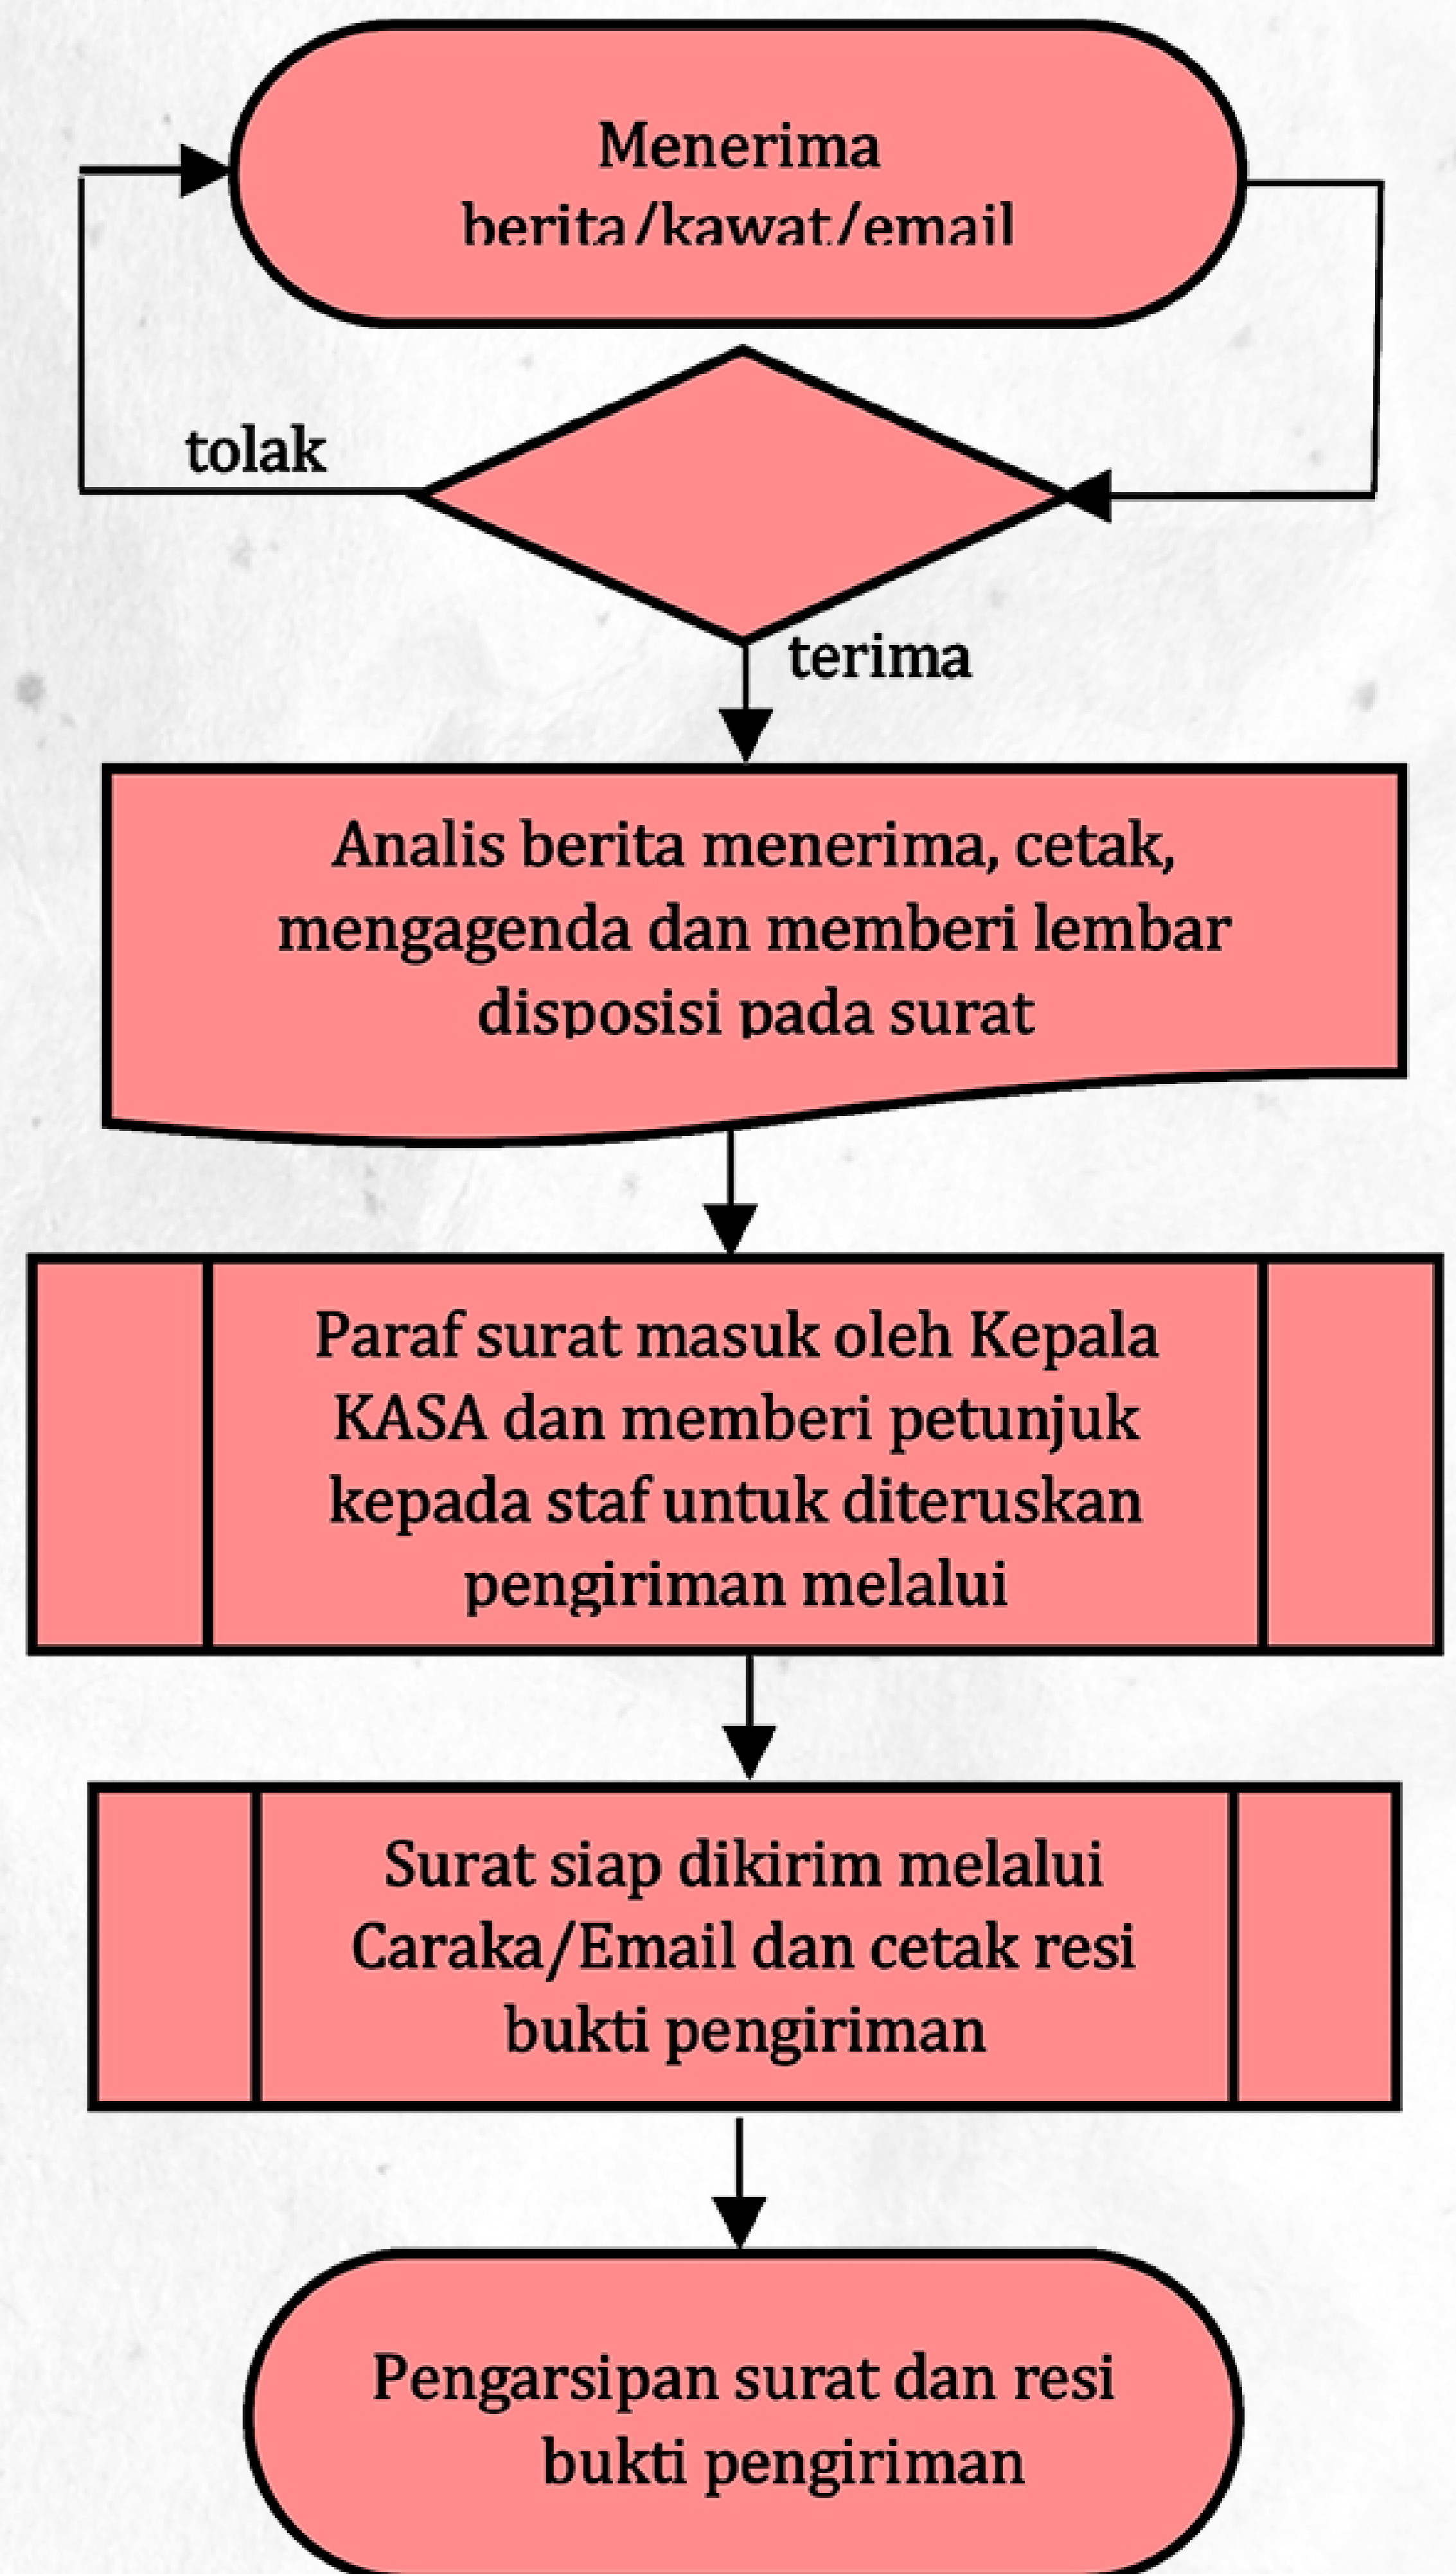 Menerima
berita/kawat/email
tolak
terima
Analis berita menerima, cetak,
mengagenda dan memberi lembar
disposisi pada surat
Paraf surat masuk oleh Kepala
KASA dan memberi petunjuk
kepada staf untuk diteruskan
pengiriman melalui
Surat siap dikirim melalui
Caraka/Email dan cetak resi
bukti pengiriman
Pengarsipan surat dan resi
bukti pengiriman